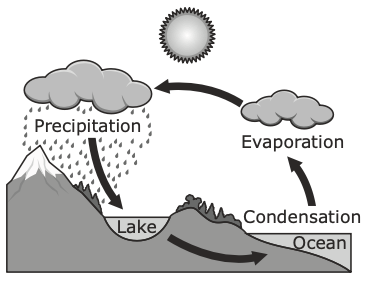 Precipitation
Evaporation
Condensation
Lake
Ocean